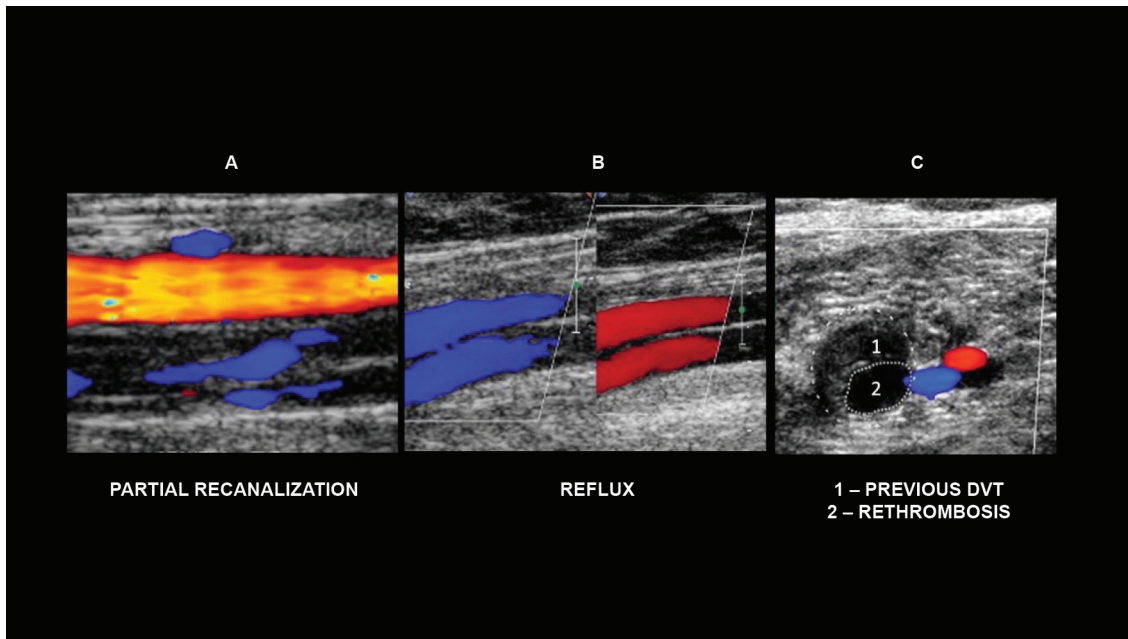 A
B
C
1
2
PARTIAL RECANALIZATION
REFLUX
1 – PREVIOUS DVT
2 – RETHROMBOSIS